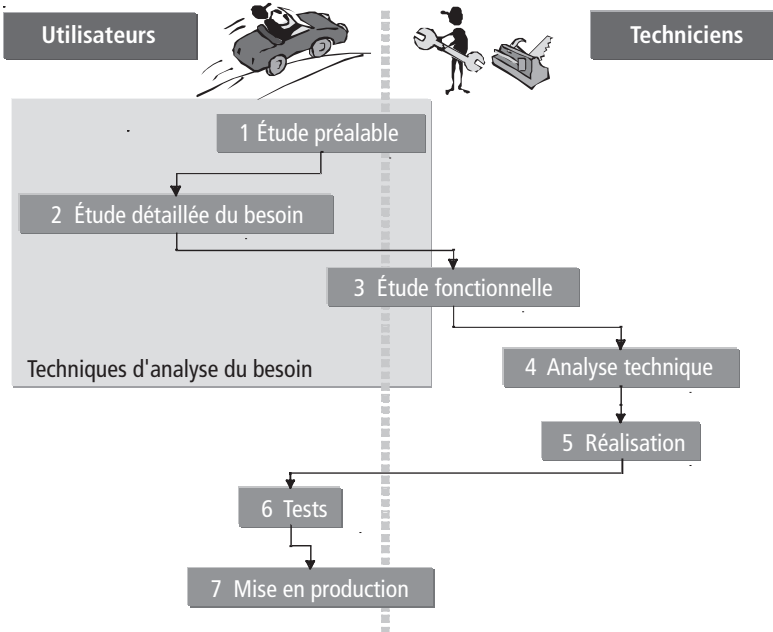 Utilisateurs
Techniciens
1 Étude préalable
2 Étude détaillée du besoin
3 Étude fonctionnelle
Techniques d'analyse du besoin
4 Analyse technique
5 Réalisation
6 Tests
7 Mise en production